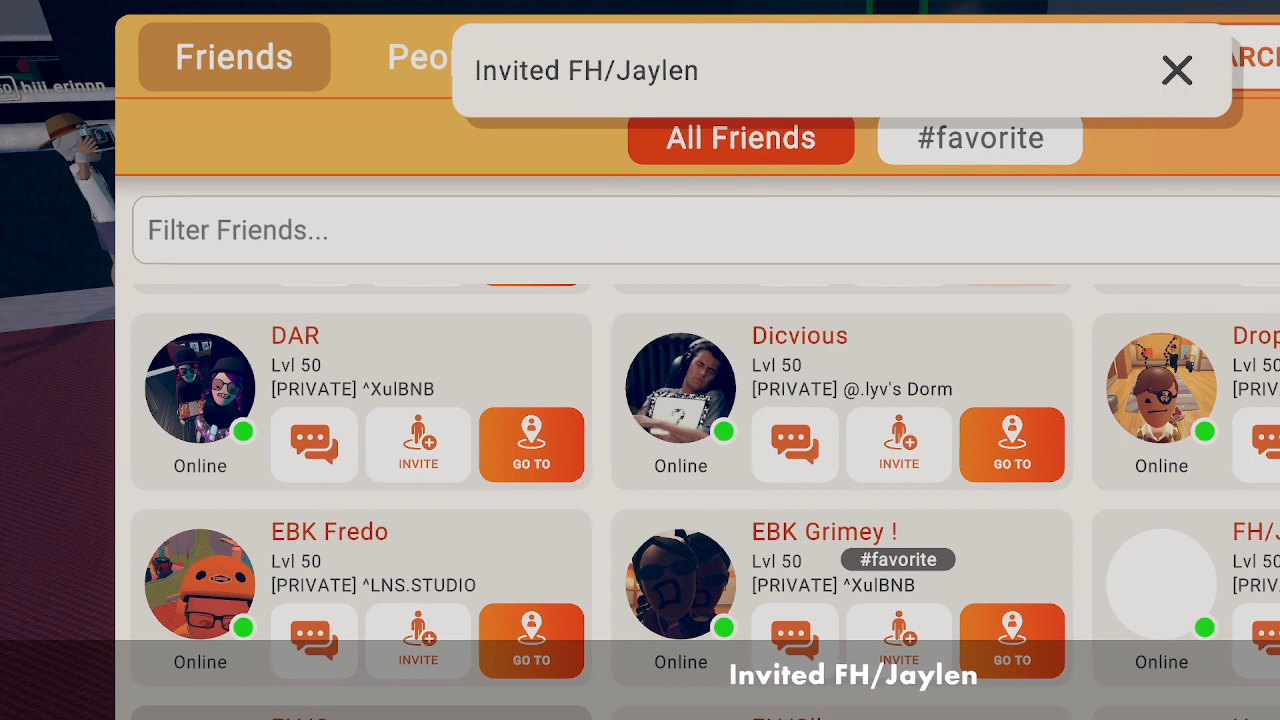 Friends
Invited FH/Jaylen
All Friends
#favorite
Filter Friends...
DAR
Lvl 50
[PRIVATE] ^XulBNB
INVITE
GO TO
Online
Dicvious
Lvl 50
[PRIVATE] @.lyv's Dorm
INVITE
GO TO
Online
Lvl 50
Online
EBK Fredo
Lvl 50
[PRIVATE] ^LNS.STUDIO
INVITE
GO TO
Online
EBK Grimey !
Lvl 50
#favorite
[PRIVATE] ^XulBNB
INVITE
GO TO
Online
Lvl 50
Online
Invited FH/Jaylen